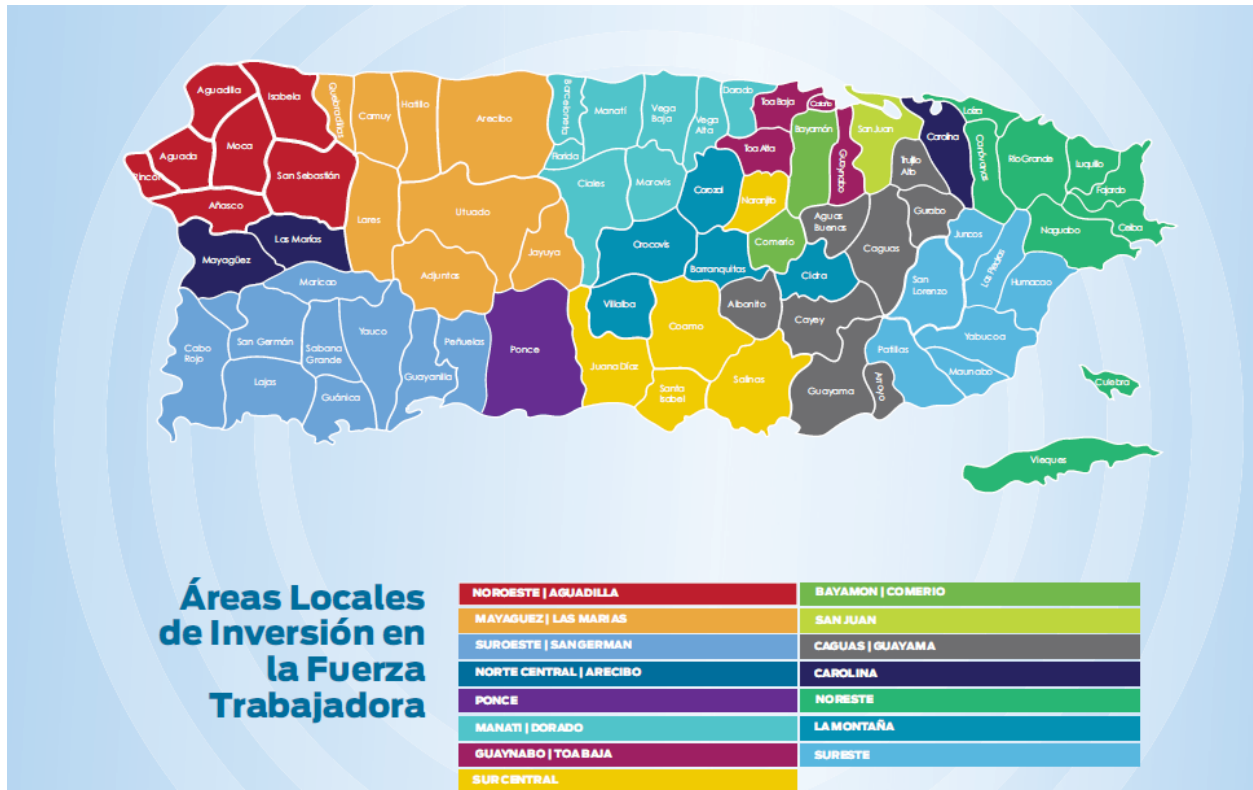 Aguadilla
Isabela
Quebradillas
Camuy
Hatillo
Arecibo
Barceloneta
Manatí
Vega
Baja
Vega
Alta
Dorado
Toa Baja
Cataño
Bayamón
San Juan
Carolina
Loíza
Canóvanas
Río Grande
Luquillo
Fajardo
Ceiba
Naguabo
Aguada
Moca
Rincón
San Sebastián
Añasco
Lares
Utuado
Florida
Ciales
Morovis
Corozal
Toa Alta
Naranjito
Guaynabo
Trujillo
Alto
Gurabo
Aguas
Buenas
Caguas
Juncos
Las Piedras
Humacao
Mayagüez
Las Marías
Maricao
Adjuntas
Jayuya
Orocovis
Barranquitas
Comerío
Cidra
San
Lorenzo
Villalba
Coamo
Aibonito
Cayey
Yabucoa
Patillas
Maunabo
Cabo
Rojo
San Germán
Sabana
Grande
Yauco
Lajas
Guánica
Guayanilla
Peñuelas
Ponce
Juana Díaz
Santa
Isabel
Salinas
Guayama
Arroyo
Culebra
Vieques
Áreas Locales
de Inversión en
la Fuerza
Trabajadora
NOROESTE | AGUADILLA
MAYAGUEZ | LAS MARIAS
SUROESTE | SAN GERMAN
NORTE CENTRAL | ARECIBO
PONCE
MANATI | DORADO
GUAYNABO | TOA BAJA
SUR CENTRAL
BAYAMON | COMERIO
SAN JUAN
CAGUAS | GUAYAMA
CAROLINA
NORESTE
LA MONTAÑA
SURESTE